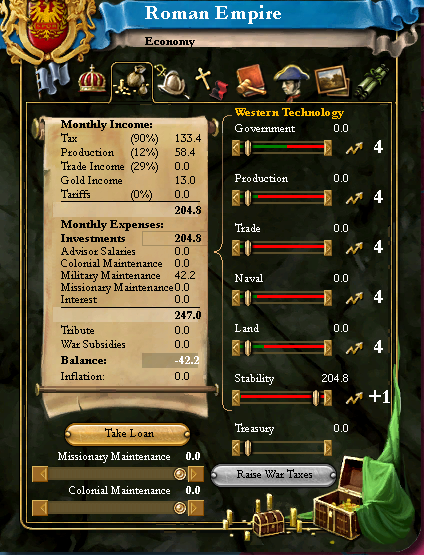 Roman Empire
Economy
Monthly Income:
Tax (90%) 133.4
Production (12%) 58.4
Trade Income (29%) 0.0
Gold Income 13.0
Tariffs (0%) 0.0
204.8
Monthly Expenses:
Investments 204.8
Advisor Salaries 0.0
Colonial Maintenance 0.0
Military Maintenance 42.2
Missionary Maintenance 0.0
Interest 0.0
247.0
Tribute 0.0
War Subsidies 0.0
Balance: -42.2
Inflation: 0.0
Take Loan
Missionary Maintenance 0.0
Colonial Maintenance 0.0
Western Technology
Government 0.0
4
Production 0.0
4
Trade 0.0
4
Naval 0.0
4
Land 0.0
4
Stability 204.8
+1
Treasury 0.0
Raise War Taxes